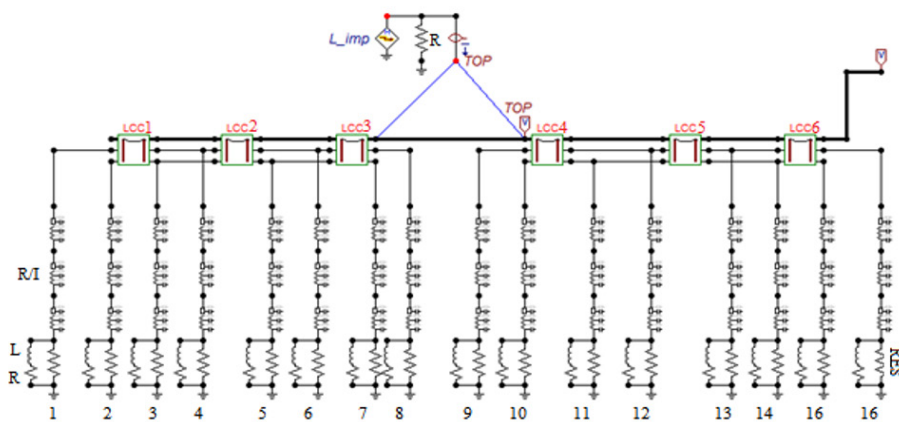 L_imp R I TOP
TOP
LCC1 LCC2 LCC3 LCC4 LCC5 LCC6
V V
R/I
L
R
RES
1 2 3 4 5 6 7 8 9 10 11 12 13 14 16 16